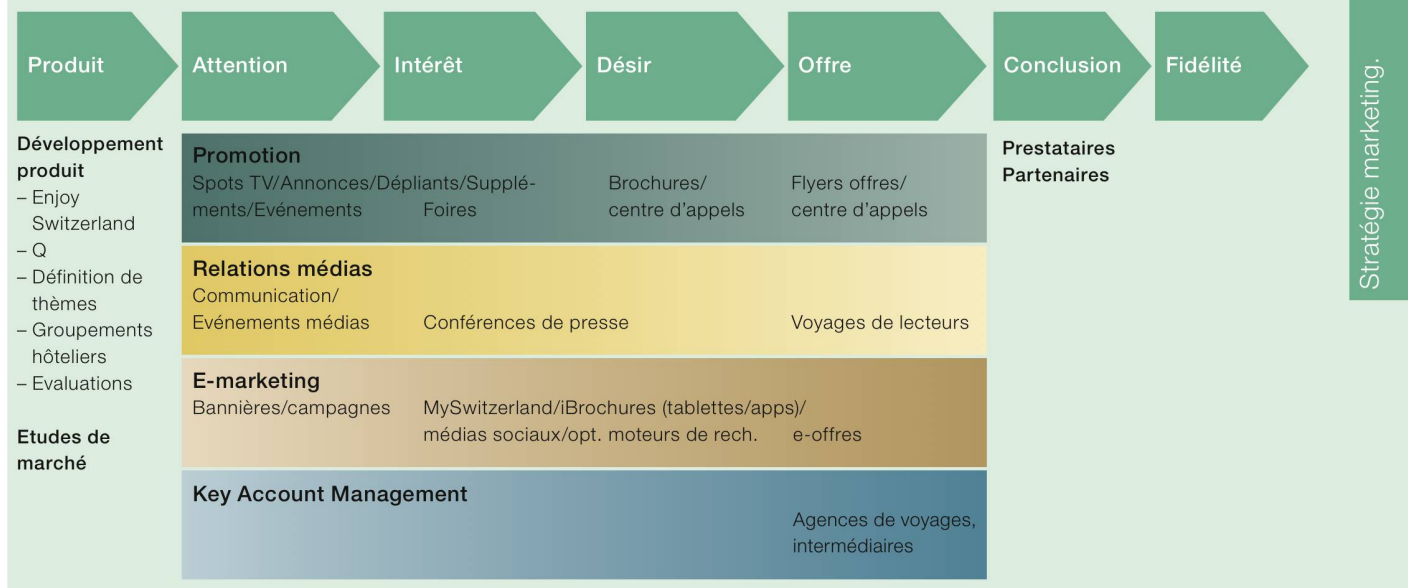 Produit
Attention
Intérêt
Désir
Offre
Conclusion
Fidélité
Stratégie marketing.
Développement
produit
– Enjoy
Switzerland
– Q
– Définition de
thèmes
– Groupements
hôteliers
– Evaluations
Etudes de
marché
Promotion
Spots TV/Annonces/Dépliants/Supplé-
ments/Evénements
Foires
Brochures/
centre d’appels
Flyers offres/
centre d’appels
Relations médias
Communication/
Evénements médias
Conférences de presse
Voyages de lecteurs
E-marketing
Bannières/campagnes
MySwitzerland/iBrochures (tablettes/apps)/
médias sociaux/opt. moteurs de rech.
e-offres
Key Account Management
Agences de voyages,
intermédiaires
Prestataires
Partenaires